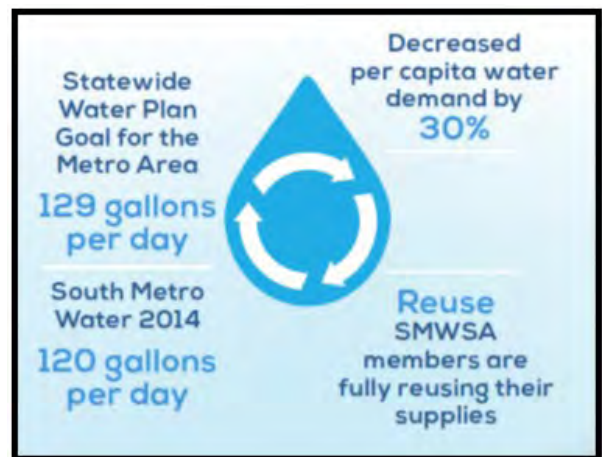 Statewide
Water Plan
Goal for the
Metro Area
129 gallons
per day
South Metro
Water 2014
120 gallons
per day
Decreased
per capita water
demand by
30%
Reuse
SMWSA
members are
fully reusing their
supplies